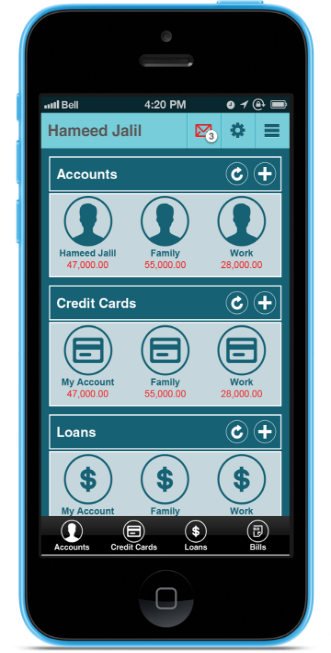 Bell 4:20 PM
Hameed Jalil 3
Accounts
Hameed Jalil Family Work
47,000.00 55,000.00 28,000.00
Credit Cards
My Account Family Work
47,000.00 55,000.00 28,000.00
Loans
$ $ $
My Account Family Work
$
Accounts Credit Cards Loans Bills